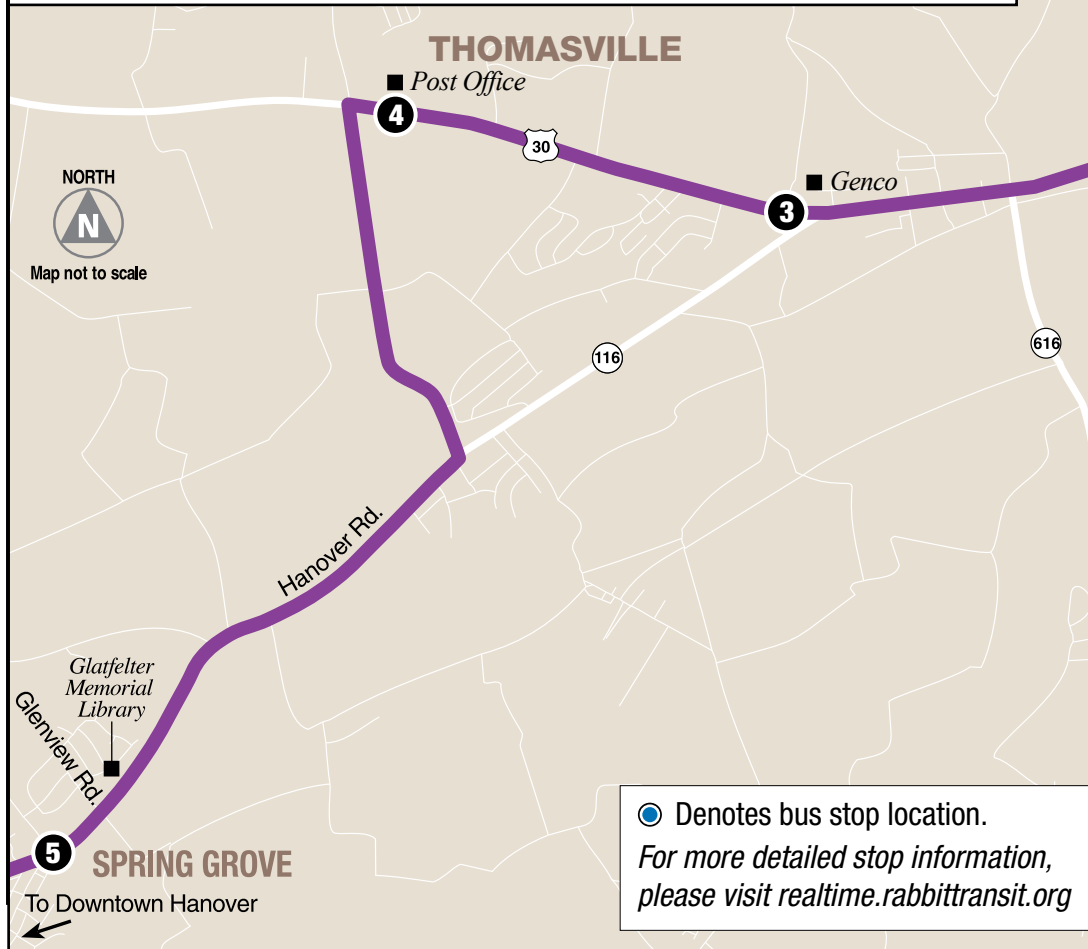 THOMASVILLE
Post Office
4
30
NORTH
N
Map not to scale
Genco
3
116
616
Hanover Rd.
Glatfelter
Memorial
Library
Glenview Rd.
5
SPRING GROVE
To Downtown Hanover
Denotes bus stop location.
For more detailed stop information,
please visit realtime.rabbittransit.org